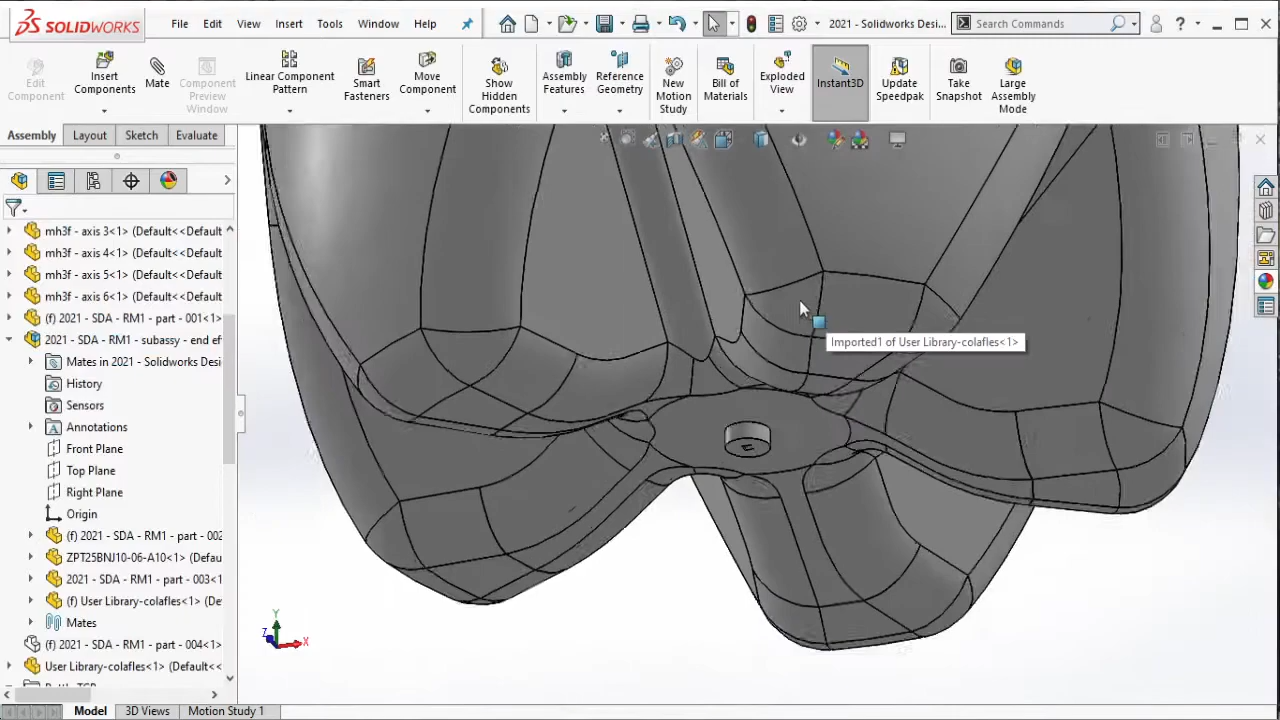 SOLIDWORKS
File Edit View Insert Tools Window Help
2021 - Solidworks Desi...
Search Commands
Edit Component
Insert Components
Mate
Component Preview Window
Linear Component Pattern
Smart Fasteners
Move Component
Show Hidden Components
Assembly Features
Reference Geometry
New Motion Study
Bill of Materials
Exploded View
Instant3D
Update Speedpak
Take Snapshot
Large Assembly Mode
Assembly Layout Sketch Evaluate
mh3f - axis 3<1> (Default<<Default
mh3f - axis 4<1> (Default<<Default
mh3f - axis 5<1> (Default<<Default
mh3f - axis 6<1> (Default<<Default
(f) 2021 - SDA - RM1 - part - 001<1>
2021 - SDA - RM1 - subassy - end ef
Mates in 2021 - Solidworks Desi
History
Sensors
Annotations
Front Plane
Top Plane
Right Plane
Origin
(f) 2021 - SDA - RM1 - part - 002
ZPT25BNJ10-06-A10<1> (Defau
2021 - SDA - RM1 - part - 003<1
(f) User Library-colafles<1> (De
Mates
(f) 2021 - SDA - RM1 - part - 004<1>
User Library-colafles<1> (Default<<
Imported1 of User Library-colafles<1>
Y
Z
X
Model 3D Views Motion Study 1